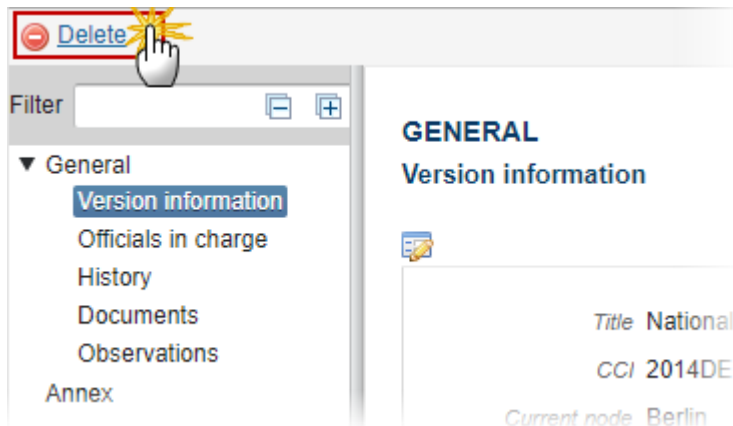 Delete
Filter
General
Version information
Officials in charge
History
Documents
Observations
Annex
GENERAL
Version information
Title National
CCI 2014DE
Current node Berlin